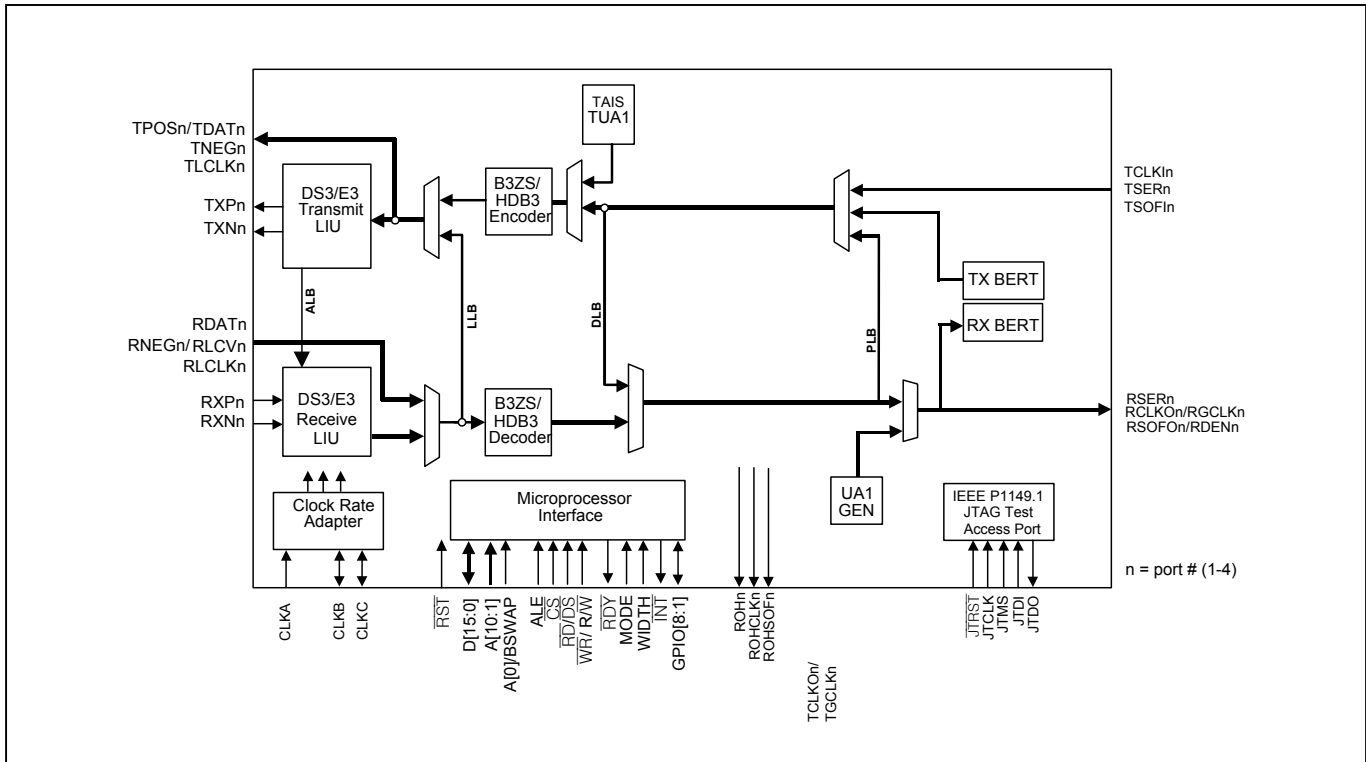 TAIS
TUA1
TPOSn/TDATn
TNEGn
TLCLKn
TXPn
TXNn
DS3/E3
Transmit
LIU
B3ZS/
HDB3
Encoder
TCLKIn
TSERn
TSOFIn
TX BERT
RX BERT
ALB
LLB
DLB
PLB
RDATn
RNEGn/RLCVn
RLCLKn
RXPn
RXNn
DS3/E3
Receive
LIU
B3ZS/
HDB3
Decoder
RSERn
RCLKOn/RGCLKn
RSOFOn/RDENn
Clock Rate
Adapter
Microprocessor
Interface
UA1
GEN
IEEE P1149.1
JTAG Test
Access Port
n = port # (1-4)
CLKA
CLKB
CLKC
RST
D[15:0]
A[10:1]
A[0]/BSWAP
ALE
CS
RD/DS
WR/ R/W
RDY
MODE
WIDTH
INT
GPIO[8:1]
ROHn
ROHCLKn
ROHSOFn
TCLKOn/
TGCLKn
JTRST
JTCLK
JTMS
JTDI
JTDO